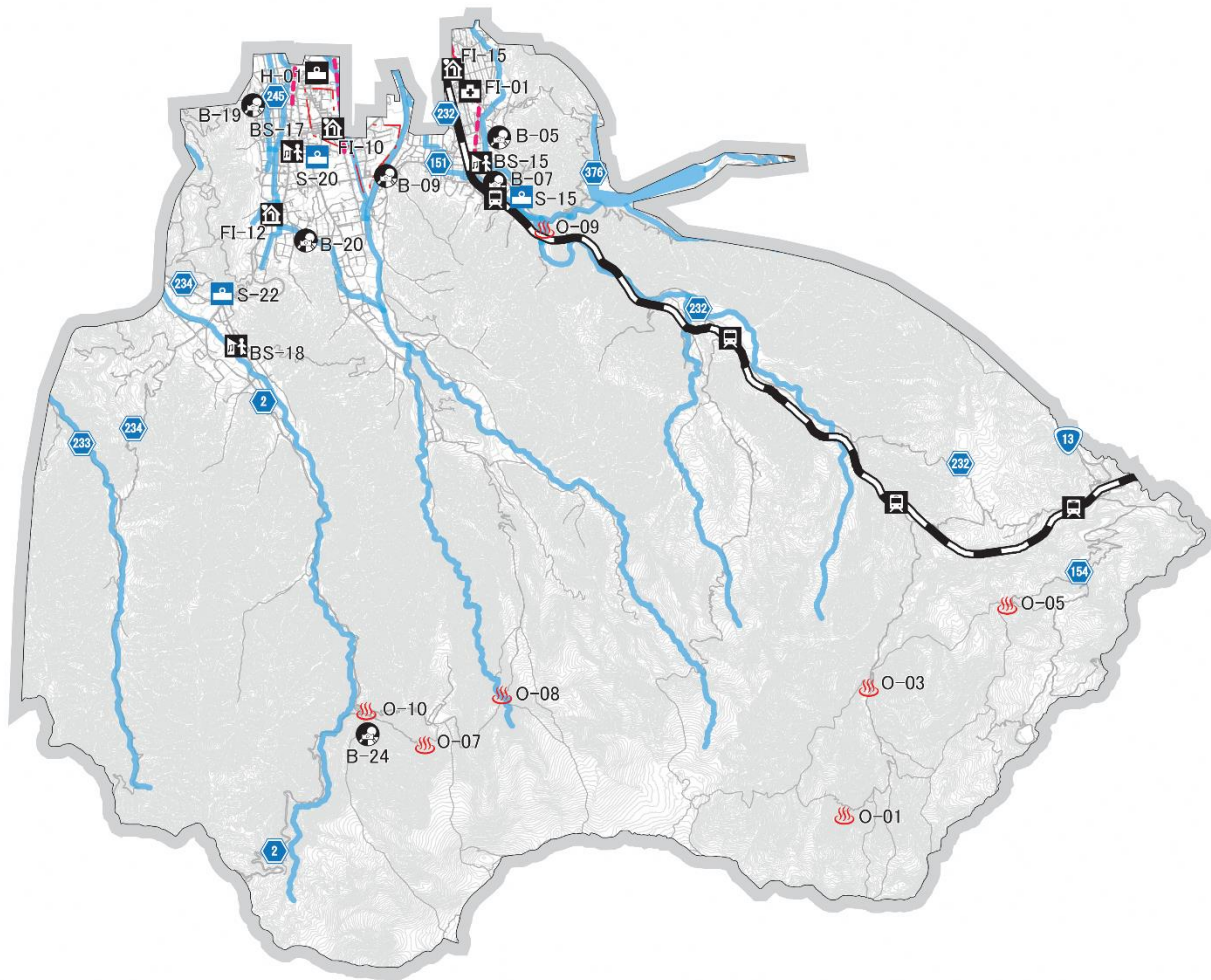 FI-15
H-01
FI-01
245
B-19
232
BS-17
FI-10
B-05
S-20
151
BS-15
B-09
B-07
376
S-15
FI-12
O-09
B-20
234
S-22
232
BS-18
2
234
233
13
232
154
O-05
O-03
O-08
O-10
O-07
B-24
O-01
2